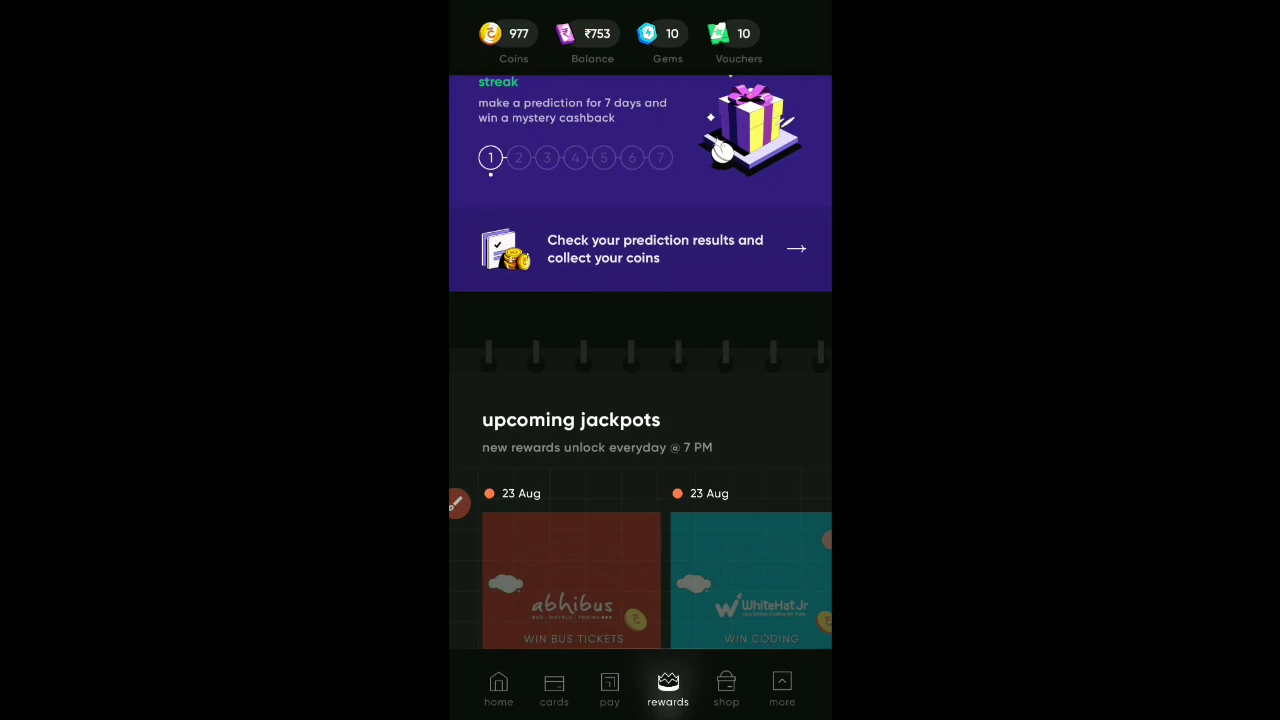 977 ₹753 10 10
Coins Balance Gems Vouchers
streak
make a prediction for 7 days and
win a mystery cashback
1 2 3 4 5 6 7
Check your prediction results and
collect your coins
upcoming jackpots
new rewards unlock everyday @ 7 PM
23 Aug 23 Aug
abhibus WhiteHat Jr
BUS . HOTELS . TRAINS
WIN BUS TICKETS WIN CODING
home cards pay rewards shop more